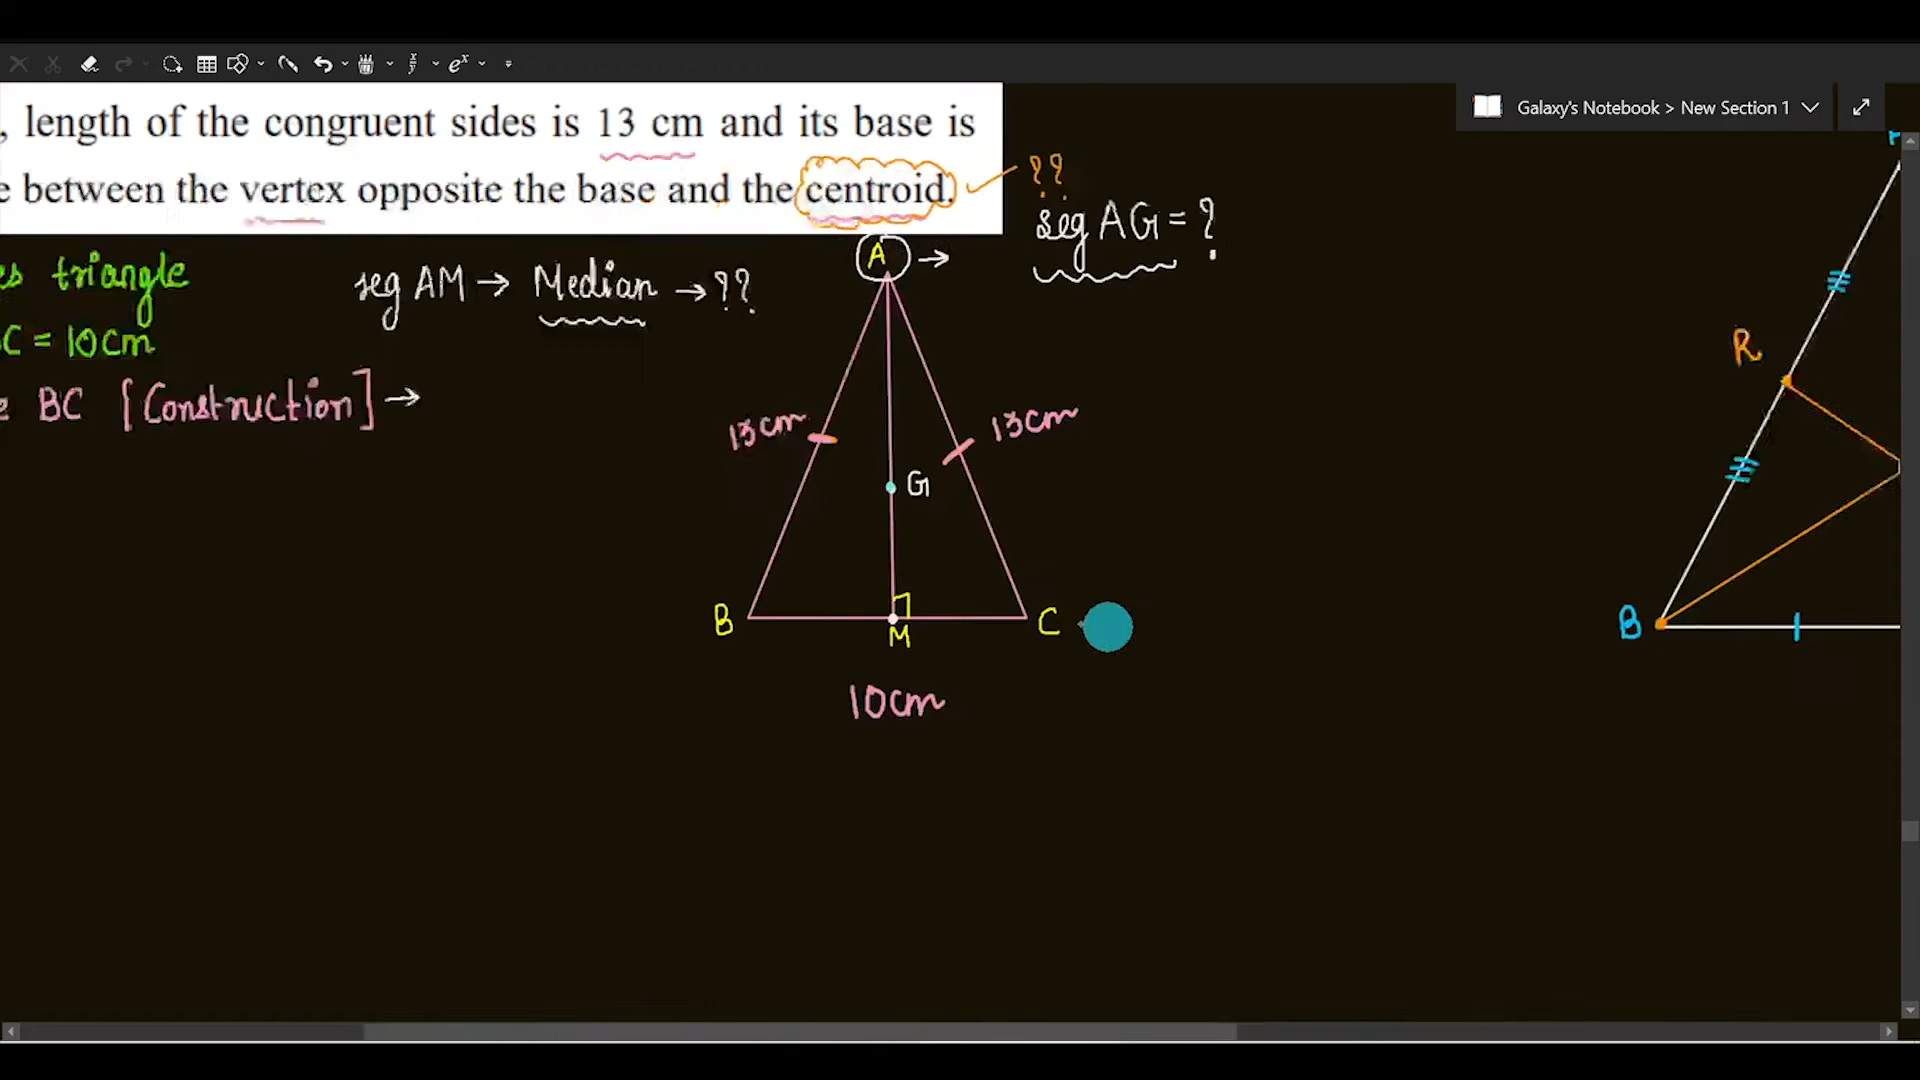 Galaxy's Notebook > New Section 1
, length of the congruent sides is 13 cm and its base is
e between the vertex opposite the base and the centroid.
??
seg AG = ?
es triangle
seg AM → Median → ??
A →
C = 10cm
e BC [Construction] →
13cm
13cm
G
B
M
C
10cm
R
B